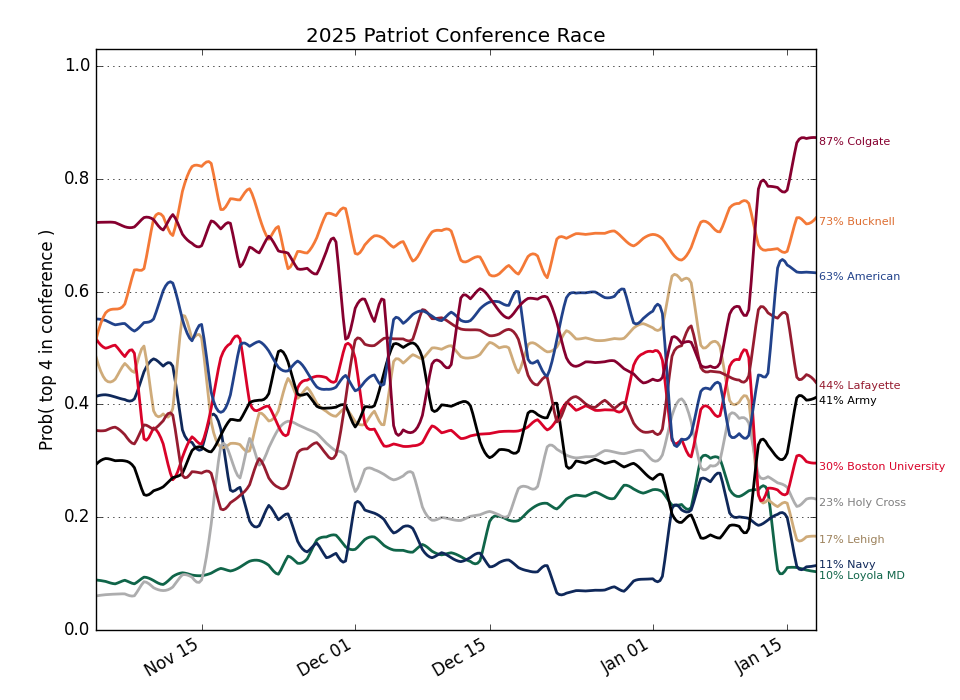 2025 Patriot Conference Race
Prob( top 4 in conference )
1.0
0.8
0.6
0.4
0.2
0.0
Nov 15
Dec 01
Dec 15
Jan 01
Jan 15
87% Colgate
73% Bucknell
63% American
44% Lafayette
41% Army
30% Boston University
23% Holy Cross
17% Lehigh
11% Navy
10% Loyola MD